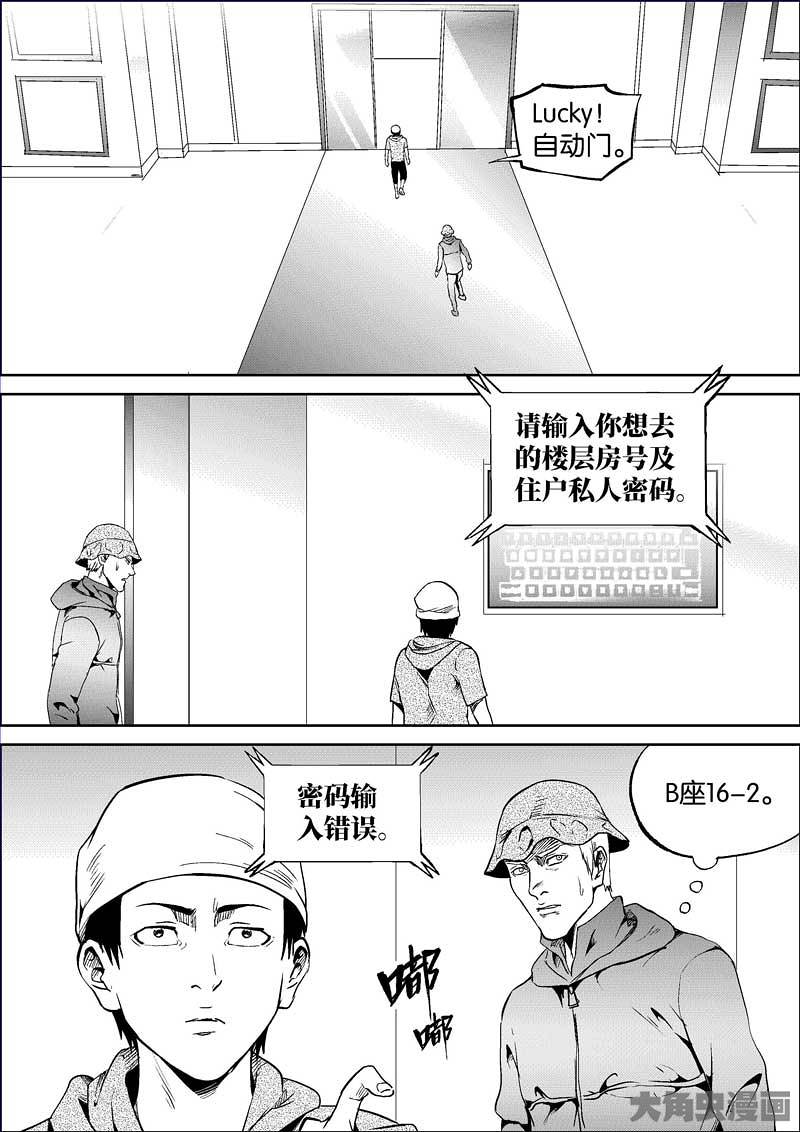 Lucky!
自动门。
请输入你想去
的楼层房号及
住户私人密码。
密码输
入错误。
B座16-2。
嘟
嘟
大角虫漫画